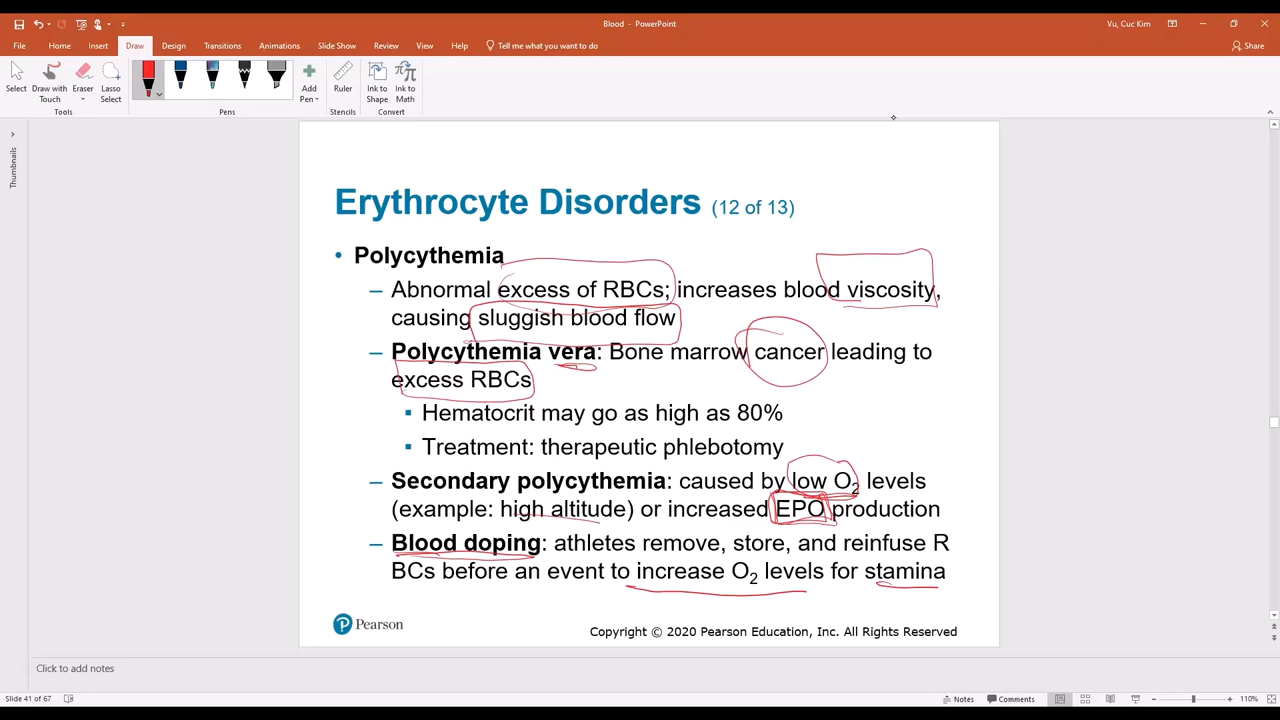 Blood - PowerPoint
Vu, Cuc Kim
File Home Insert Draw Design Transitions Animations Slide Show Review View Help Tell me what you want to do Share
Select Draw with Touch Eraser Lasso Select Add Pen Ruler Ink to Shape Ink to Math
Tools Pens Stencils Convert
Thumbnails
Erythrocyte Disorders (12 of 13)
• Polycythemia
– Abnormal excess of RBCs; increases blood viscosity,
causing sluggish blood flow
– Polycythemia vera: Bone marrow cancer leading to
excess RBCs
▪ Hematocrit may go as high as 80%
▪ Treatment: therapeutic phlebotomy
– Secondary polycythemia: caused by low O2 levels
(example: high altitude) or increased EPO production
– Blood doping: athletes remove, store, and reinfuse R
BCs before an event to increase O2 levels for stamina
Pearson
Copyright © 2020 Pearson Education, Inc. All Rights Reserved
Click to add notes
Slide 41 of 67 Notes Comments 110%